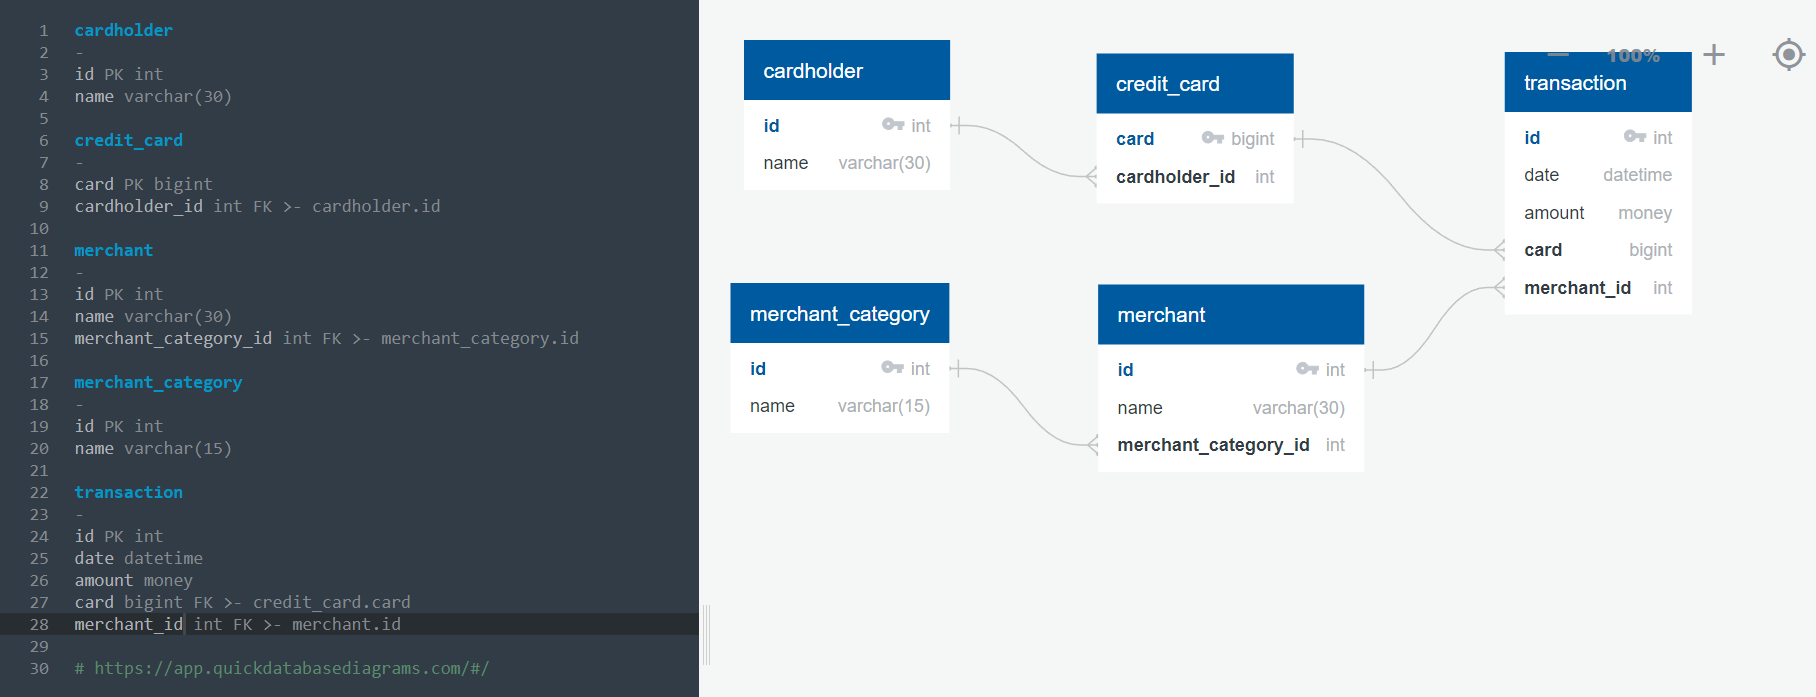 1 cardholder
2 -
3 id PK int
4 name varchar(30)
5
6 credit_card
7 -
8 card PK bigint
9 cardholder_id int FK >- cardholder.id
10
11 merchant
12 -
13 id PK int
14 name varchar(30)
15 merchant_category_id int FK >- merchant_category.id
16
17 merchant_category
18 -
19 id PK int
20 name varchar(15)
21
22 transaction
23 -
24 id PK int
25 date datetime
26 amount money
27 card bigint FK >- credit_card.card
28 merchant_id int FK >- merchant.id
29
30 # https://app.quickdatabasediagrams.com/#/
cardholder
id int
name varchar(30)
credit_card
card bigint
cardholder_id int
100%
transaction
id int
date datetime
amount money
card bigint
merchant_id int
merchant_category
id int
name varchar(15)
merchant
id int
name varchar(30)
merchant_category_id int